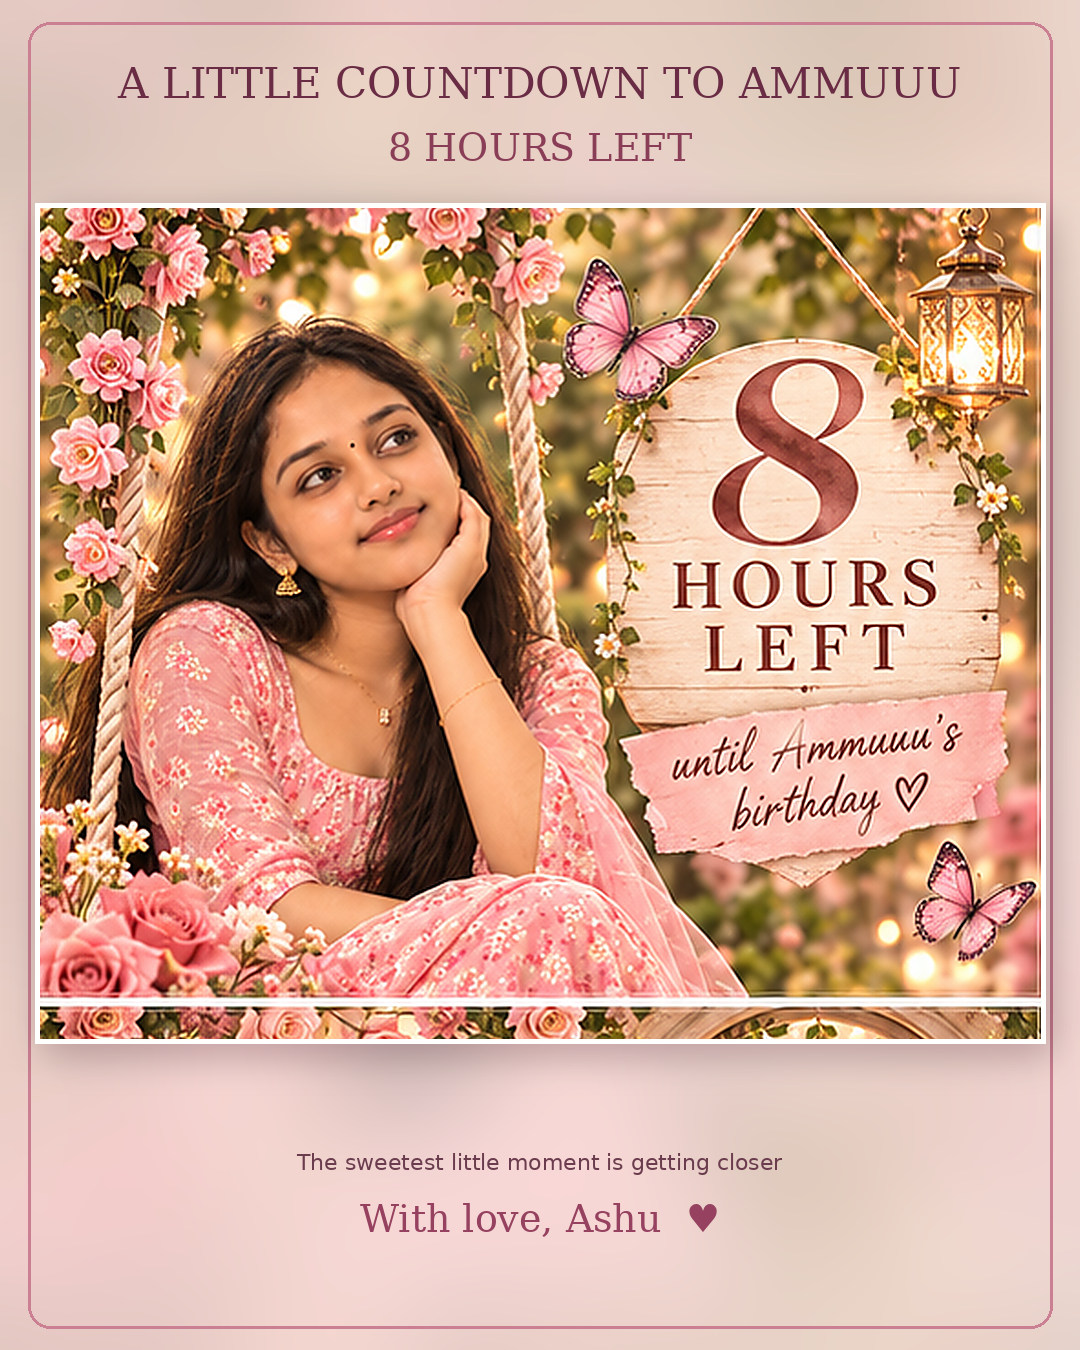 A LITTLE COUNTDOWN TO AMMUUU
8 HOURS LEFT
8
HOURS
LEFT
until Ammuuu's
birthday ♡
The sweetest little moment is getting closer
With love, Ashu ♥